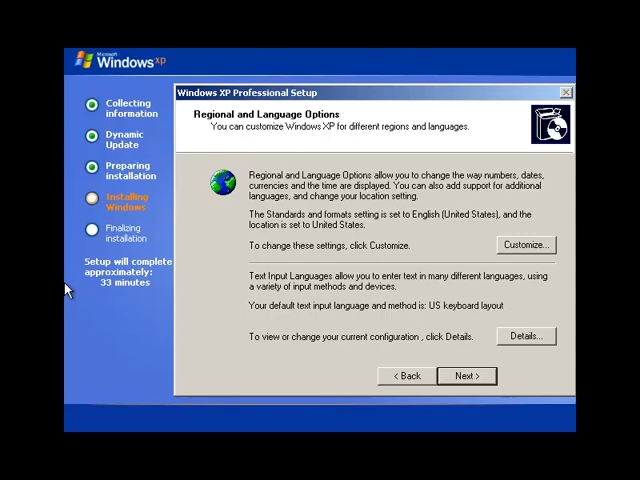 Microsoft
Windows xp
Collecting
information
Dynamic
Update
Preparing
installation
Installing
Windows
Finalizing
installation
Setup will complete
approximately:
33 minutes
Windows XP Professional Setup
Regional and Language Options
You can customize Windows XP for different regions and languages.
Regional and Language Options allow you to change the way numbers, dates,
currencies and the time are displayed. You can also add support for additional
languages, and change your location setting.
The Standards and formats setting is set to English (United States), and the
location is set to United States.
To change these settings, click Customize.
Customize...
Text Input Languages allow you to enter text in many different languages, using
a variety of input methods and devices.
Your default text input language and method is: US keyboard layout
To view or change your current configuration , click Details.
Details...
< Back
Next >